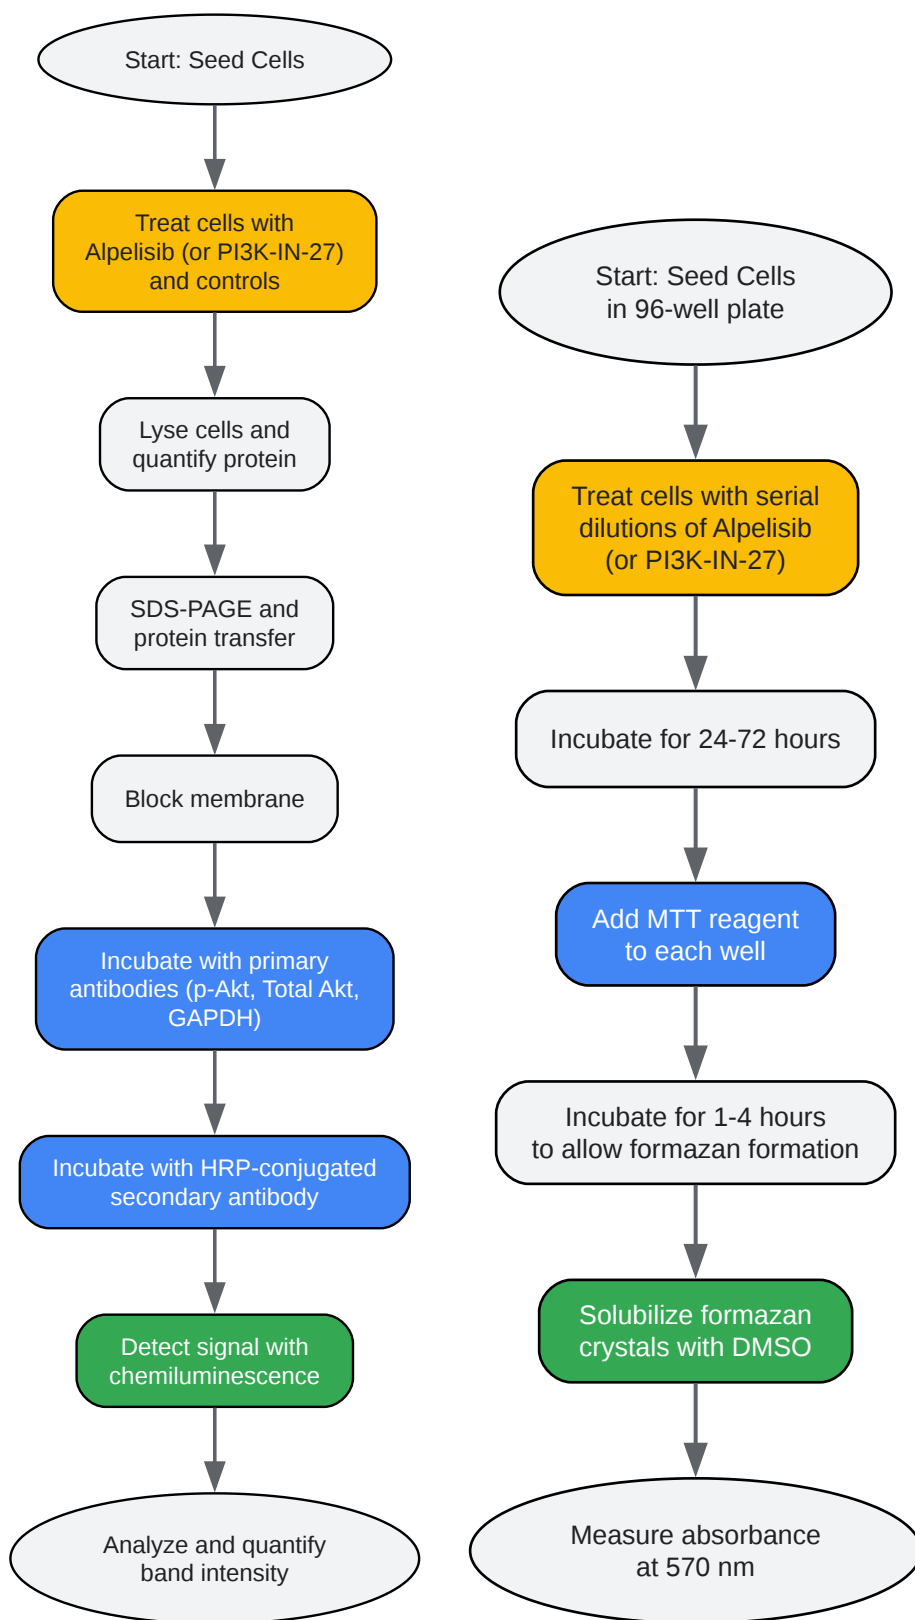 Start: Seed Cells
Treat cells with
Alpelisib (or PI3K-IN-27)
and controls
Lyse cells and
quantify protein
SDS-PAGE and
protein transfer
Block membrane
Incubate with primary
antibodies (p-Akt, Total Akt,
GAPDH)
Incubate with HRP-conjugated
secondary antibody
Detect signal with
chemiluminescence
Analyze and quantify
band intensity
Start: Seed Cells
in 96-well plate
Treat cells with serial
dilutions of Alpelisib
(or PI3K-IN-27)
Incubate for 24-72 hours
Add MTT reagent
to each well
Incubate for 1-4 hours
to allow formazan formation
Solubilize formazan
crystals with DMSO
Measure absorbance
at 570 nm